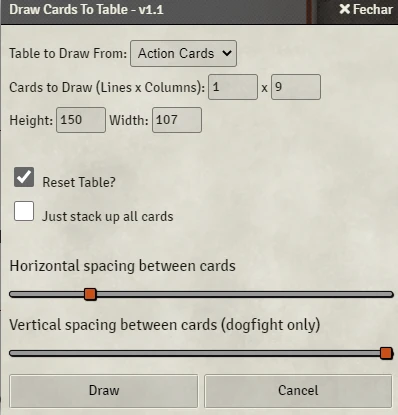 Draw Cards To Table - v1.1 ✕ Fechar
Table to Draw From: Action Cards
Cards to Draw (Lines x Columns): 1 x 9
Height: 150 Width: 107
Reset Table?
Just stack up all cards
Horizontal spacing between cards
Vertical spacing between cards (dogfight only)
Draw Cancel